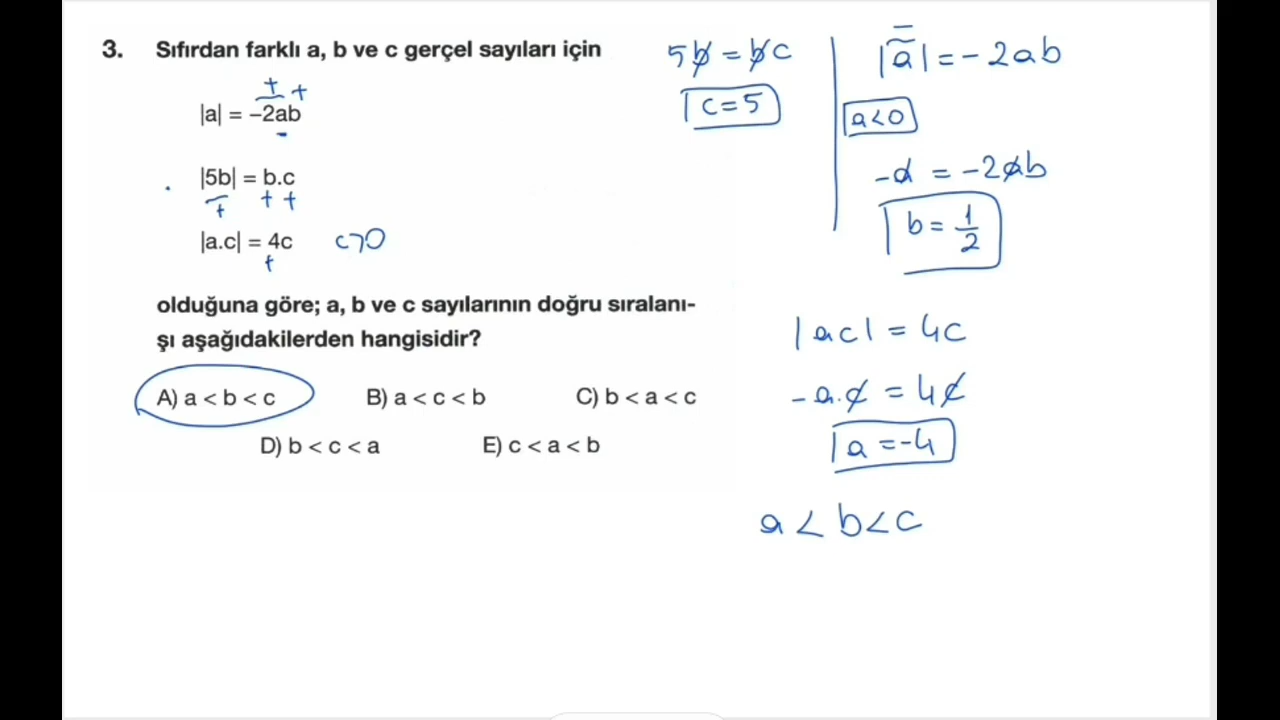 3. Sıfırdan farklı a, b ve c gerçel sayıları için
+ +
|a| = –2ab
-
|5b| = b.c
+ + +
|a.c| = 4c c>0
+
olduğuna göre; a, b ve c sayılarının doğru sıralanı-
şı aşağıdakilerden hangisidir?
A) a < b < c B) a < c < b C) b < a < c
D) b < c < a E) c < a < b
5b = bc
c = 5
-
|a| = -2ab
a<0
-a = -2ab
b = 1/2
|ac| = 4c
-a.c = 4c
a = -4
a < b < c